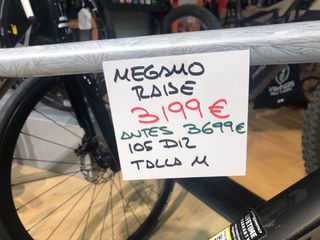 MEGAMO
RAISE
3199€
ANTES 3699€
105 DI2
TALLA M